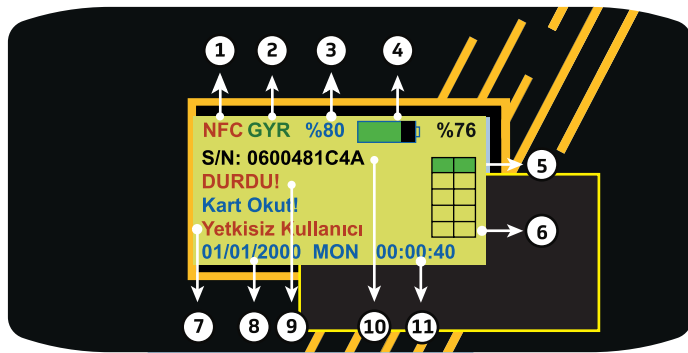 1 2 3 4
NFC GYR %80 %76
S/N: 0600481C4A
DURDU!
Kart Okut!
Yetkisiz Kullanıcı
01/01/2000 MON 00:00:40
5
6
7 8 9 10 11